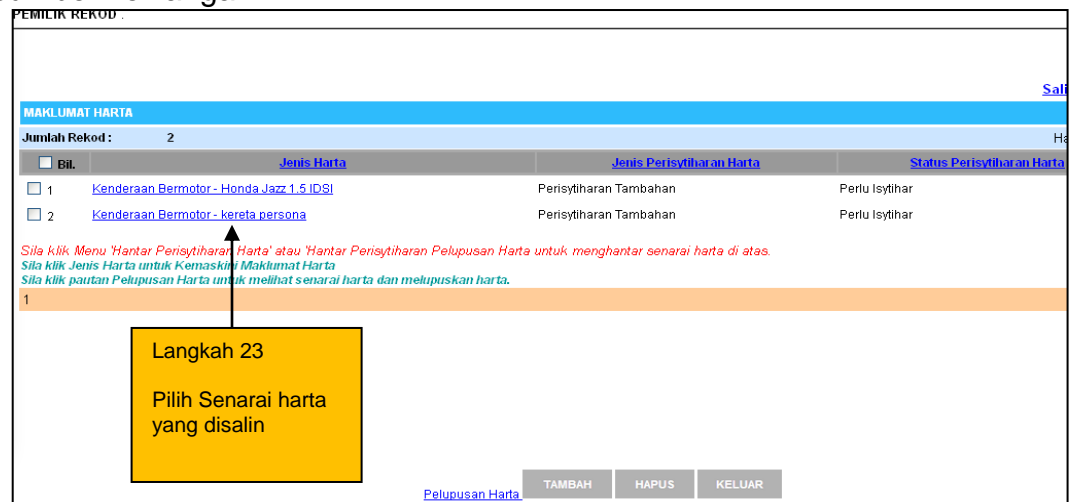 PEMILIK REKOD :
MAKLUMAT HARTA
Jumlah Rekod : 2
Bil. Jenis Harta Jenis Perisytiharan Harta Status Perisytiharan Harta
1 Kenderaan Bermotor - Honda Jazz 1.5 IDSI Perisytiharan Tambahan Perlu Isytihar
2 Kenderaan Bermotor - kereta persona Perisytiharan Tambahan Perlu Isytihar
Sila klik Menu 'Hantar Perisytiharan Harta' atau 'Hantar Perisytiharan Pelupusan Harta untuk menghantar senarai harta di atas.
Sila klik Jenis Harta untuk Kemaskini Maklumat Harta
Sila klik pautan Pelupusan Harta untuk melihat senarai harta dan melupuskan harta.
1
Langkah 23
Pilih Senarai harta
yang disalin
Pelupusan Harta TAMBAH HAPUS KELUAR